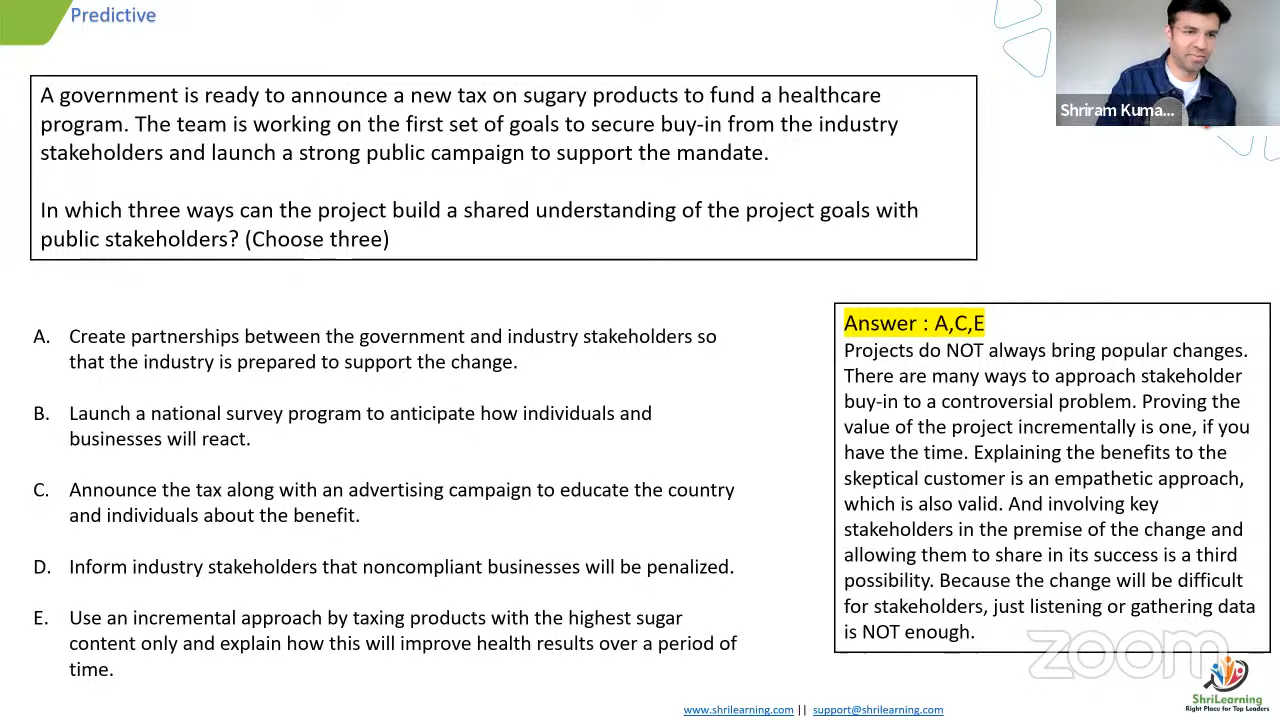 Predictive
Shriram Kuma...
A government is ready to announce a new tax on sugary products to fund a healthcare
program. The team is working on the first set of goals to secure buy-in from the industry
stakeholders and launch a strong public campaign to support the mandate.
In which three ways can the project build a shared understanding of the project goals with
public stakeholders? (Choose three)
A. Create partnerships between the government and industry stakeholders so
that the industry is prepared to support the change.
B. Launch a national survey program to anticipate how individuals and
businesses will react.
C. Announce the tax along with an advertising campaign to educate the country
and individuals about the benefit.
D. Inform industry stakeholders that noncompliant businesses will be penalized.
E. Use an incremental approach by taxing products with the highest sugar
content only and explain how this will improve health results over a period of
time.
Answer : A,C,E
Projects do NOT always bring popular changes.
There are many ways to approach stakeholder
buy-in to a controversial problem. Proving the
value of the project incrementally is one, if you
have the time. Explaining the benefits to the
skeptical customer is an empathetic approach,
which is also valid. And involving key
stakeholders in the premise of the change and
allowing them to share in its success is a third
possibility. Because the change will be difficult
for stakeholders, just listening or gathering data
is NOT enough.
zoom
ShriLearning
Right Place for Top Leaders
www.shrilearning.com || support@shrilearning.com